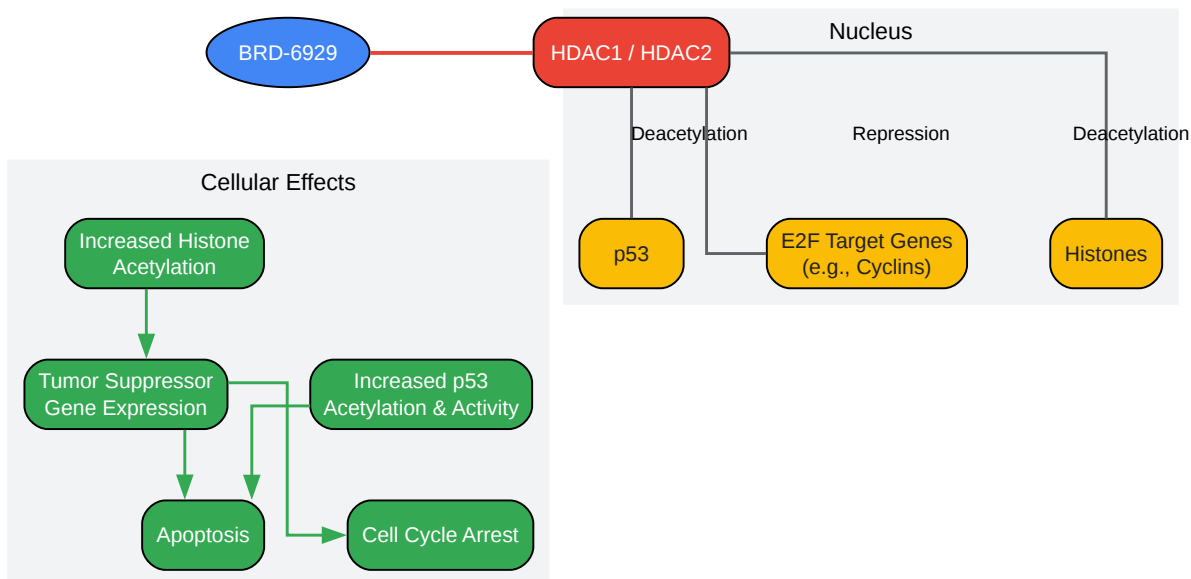 BRD-6929
HDAC1 / HDAC2
Nucleus
Deacetylation
Repression
Deacetylation
p53
E2F Target Genes
(e.g., Cyclins)
Histones
Cellular Effects
Increased Histone
Acetylation
Tumor Suppressor
Gene Expression
Increased p53
Acetylation & Activity
Apoptosis
Cell Cycle Arrest